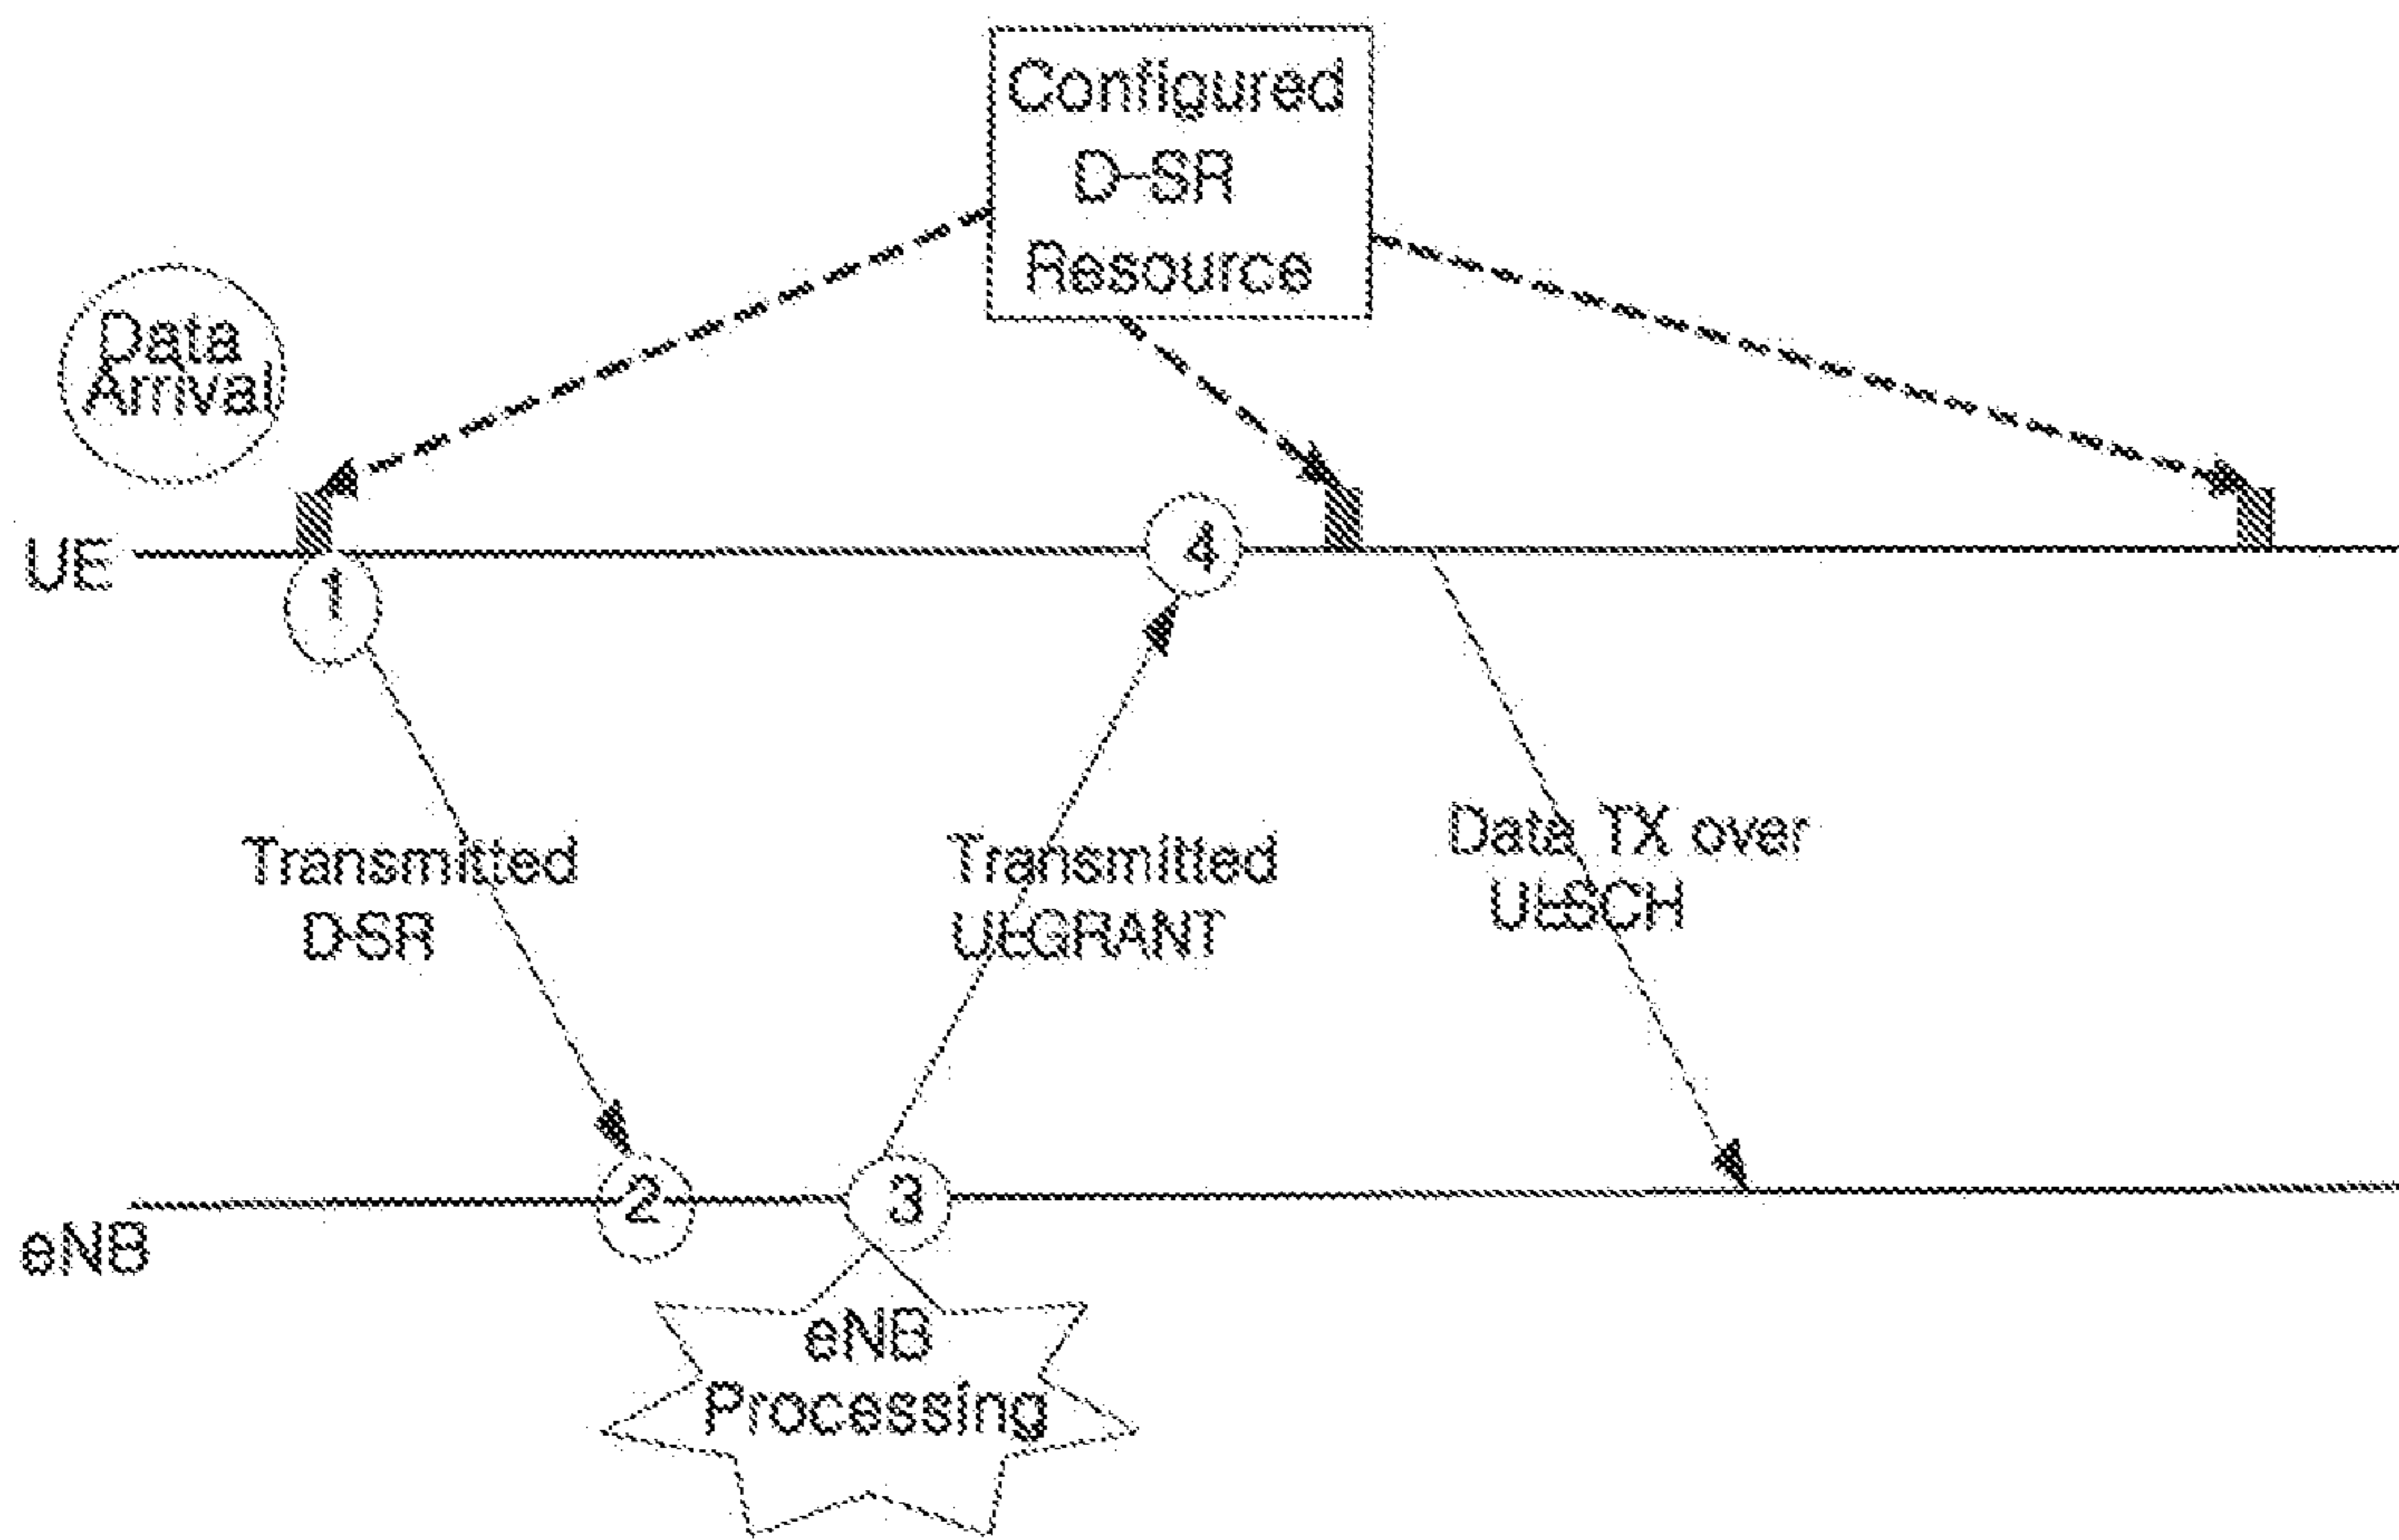 Configured
D-SR
Resource
Data
Arrival
UE
1
4
Transmitted
D-SR
Transmitted
UL-GRANT
Data TX over
UL-SCH
eNB
2
3
eNB
Processing